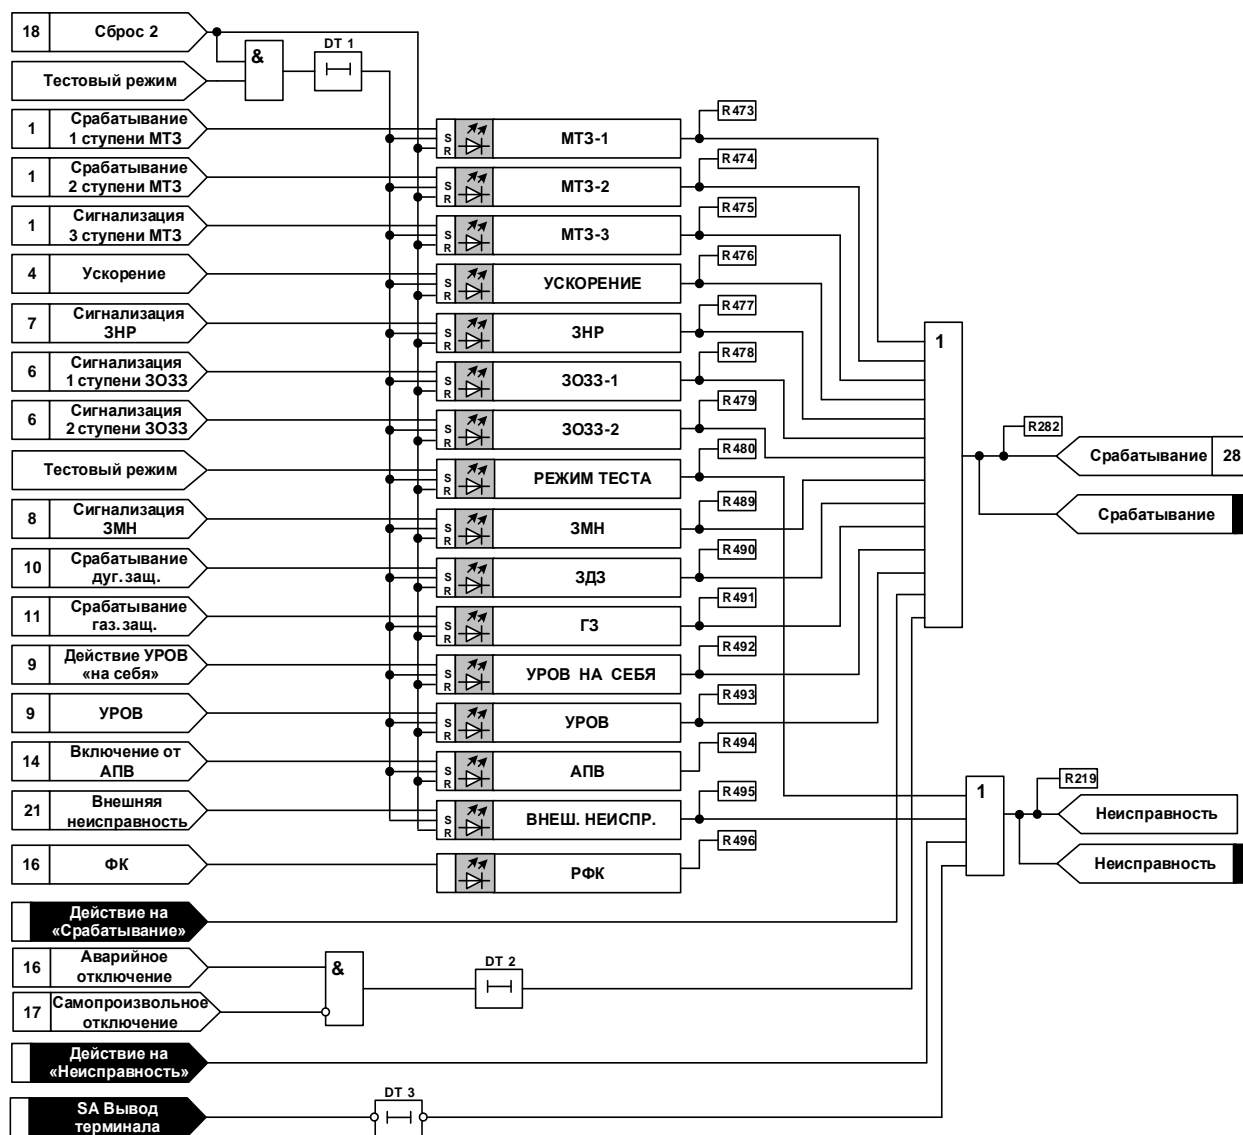 18 Сброс 2
DT 1
&
Тестовый режим
R473
1 Срабатывание
1 ступени МТЗ
S
R
МТЗ-1
R474
1 Срабатывание
2 ступени МТЗ
S
R
МТЗ-2
R475
1 Сигнализация
3 ступени МТЗ
S
R
МТЗ-3
R476
4 Ускорение
S
R
УСКОРЕНИЕ
R477
7 Сигнализация
ЗНР
S
R
ЗНР
1
R478
6 Сигнализация
1 ступени ЗОЗЗ
S
R
ЗОЗЗ-1
R479
6 Сигнализация
2 ступени ЗОЗЗ
S
R
ЗОЗЗ-2
R282
Срабатывание 28
R480
Тестовый режим
S
R
РЕЖИМ ТЕСТА
R489
Срабатывание
8 Сигнализация
ЗМН
S
R
ЗМН
R490
10 Срабатывание
дуг.защ.
S
R
ЗДЗ
R491
11 Срабатывание
газ.защ.
S
R
ГЗ
R492
9 Действие УРОВ
«на себя»
S
R
УРОВ НА СЕБЯ
R493
9 УРОВ
S
R
УРОВ
R494
14 Включение от
АПВ
S
R
АПВ
R495
1
R219
21 Внешняя
неисправность
S
R
ВНЕШ. НЕИСПР.
Неисправность
R496
16 ФК
РФК
Неисправность
Действие на
«Срабатывание»
16 Аварийное
отключение
&
DT 2
17 Самопроизвольное
отключение
Действие на
«Неисправность»
DT 3
SA Вывод
терминала